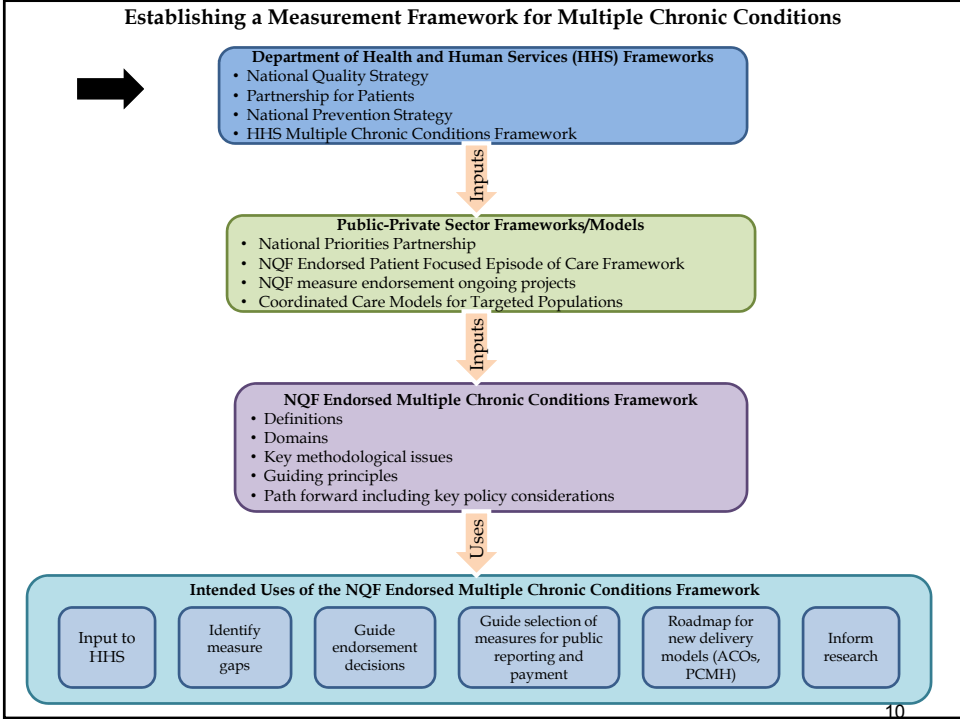 Establishing a Measurement Framework for Multiple Chronic Conditions
Department of Health and Human Services (HHS) Frameworks
• National Quality Strategy
• Partnership for Patients
• National Prevention Strategy
• HHS Multiple Chronic Conditions Framework
Inputs
Public-Private Sector Frameworks/Models
• National Priorities Partnership
• NQF Endorsed Patient Focused Episode of Care Framework
• NQF measure endorsement ongoing projects
• Coordinated Care Models for Targeted Populations
Inputs
NQF Endorsed Multiple Chronic Conditions Framework
• Definitions
• Domains
• Key methodological issues
• Guiding principles
• Path forward including key policy considerations
Uses
Intended Uses of the NQF Endorsed Multiple Chronic Conditions Framework
Input to
HHS
Identify
measure
gaps
Guide
endorsement
decisions
Guide selection of
measures for public
reporting and
payment
Roadmap for
new delivery
models (ACOs,
PCMH)
Inform
research
10